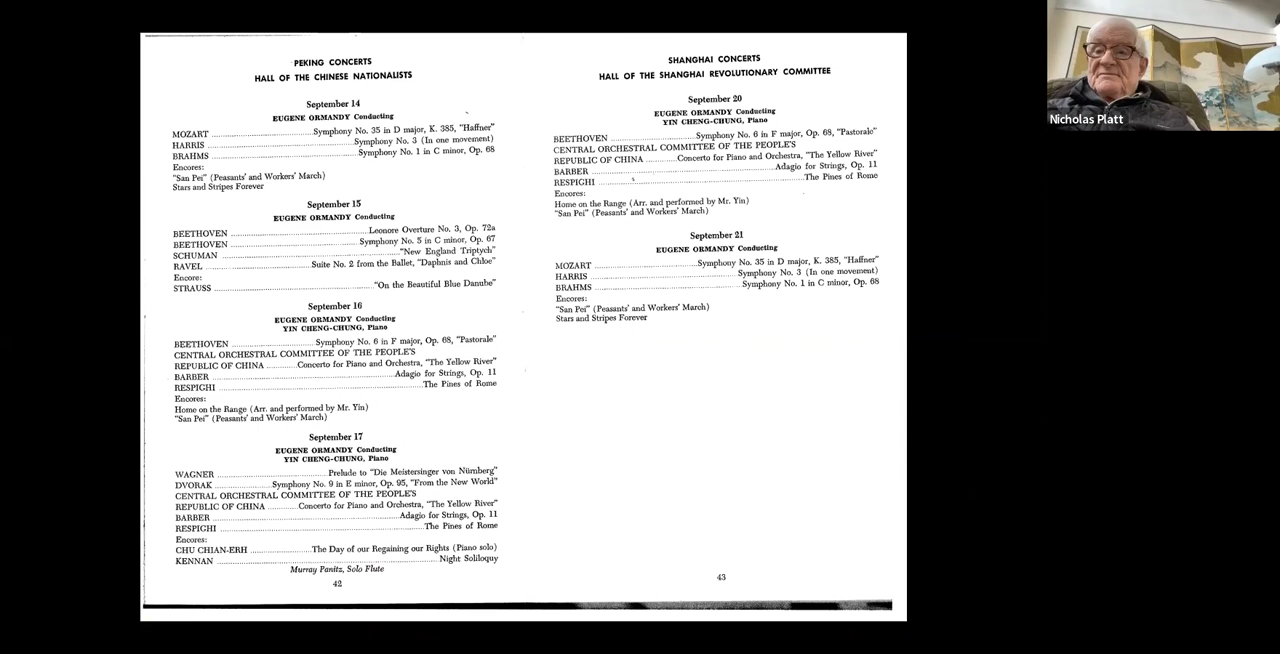 PEKING CONCERTS
HALL OF THE CHINESE NATIONALISTS
September 14
EUGENE ORMANDY Conducting
MOZART ........ Symphony No. 35 in D major, K. 385, "Haffner"
HARRIS ........ Symphony No. 3 (In one movement)
BRAHMS ........ Symphony No. 1 in C minor, Op. 68
Encores:
"San Pei" (Peasants' and Workers' March)
Stars and Stripes Forever
September 15
EUGENE ORMANDY Conducting
BEETHOVEN ........ Leonore Overture No. 3, Op. 72a
BEETHOVEN ........ Symphony No. 5 in C minor, Op. 67
SCHUMAN ........ "New England Triptych"
RAVEL ........ Suite No. 2 from the Ballet, "Daphnis and Chloe"
Encore:
STRAUSS ........ "On the Beautiful Blue Danube"
September 16
EUGENE ORMANDY Conducting
YIN CHENG-CHUNG, Piano
BEETHOVEN ........ Symphony No. 6 in F major, Op. 68, "Pastorale"
CENTRAL ORCHESTRAL COMMITTEE OF THE PEOPLE'S
REPUBLIC OF CHINA ........ Concerto for Piano and Orchestra, "The Yellow River"
BARBER ........ Adagio for Strings, Op. 11
RESPIGHI ........ The Pines of Rome
Encores:
Home on the Range (Arr. and performed by Mr. Yin)
"San Pei" (Peasants' and Workers' March)
September 17
EUGENE ORMANDY Conducting
YIN CHENG-CHUNG, Piano
WAGNER ........ Prelude to "Die Meistersinger von Nürnberg"
DVORAK ........ Symphony No. 9 in E minor, Op. 95, "From the New World"
CENTRAL ORCHESTRAL COMMITTEE OF THE PEOPLE'S
REPUBLIC OF CHINA ........ Concerto for Piano and Orchestra, "The Yellow River"
BARBER ........ Adagio for Strings, Op. 11
RESPIGHI ........ The Pines of Rome
Encores:
CHU CHIAN-ERH ........ The Day of our Regaining our Rights (Piano solo)
KENNAN ........ Night Soliloquy
Murray Panitz, Solo Flute
42
SHANGHAI CONCERTS
HALL OF THE SHANGHAI REVOLUTIONARY COMMITTEE
September 20
EUGENE ORMANDY Conducting
YIN CHENG-CHUNG, Piano
BEETHOVEN ........ Symphony No. 6 in F major, Op. 68, "Pastorale"
CENTRAL ORCHESTRAL COMMITTEE OF THE PEOPLE'S
REPUBLIC OF CHINA ........ Concerto for Piano and Orchestra, "The Yellow River"
BARBER ........ Adagio for Strings, Op. 11
RESPIGHI ........ The Pines of Rome
Encores:
Home on the Range (Arr. and performed by Mr. Yin)
"San Pei" (Peasants' and Workers' March)
September 21
EUGENE ORMANDY Conducting
MOZART ........ Symphony No. 35 in D major, K. 385, "Haffner"
HARRIS ........ Symphony No. 3 (In one movement)
BRAHMS ........ Symphony No. 1 in C minor, Op. 68
Encores:
"San Pei" (Peasants' and Workers' March)
Stars and Stripes Forever
43
Nicholas Platt